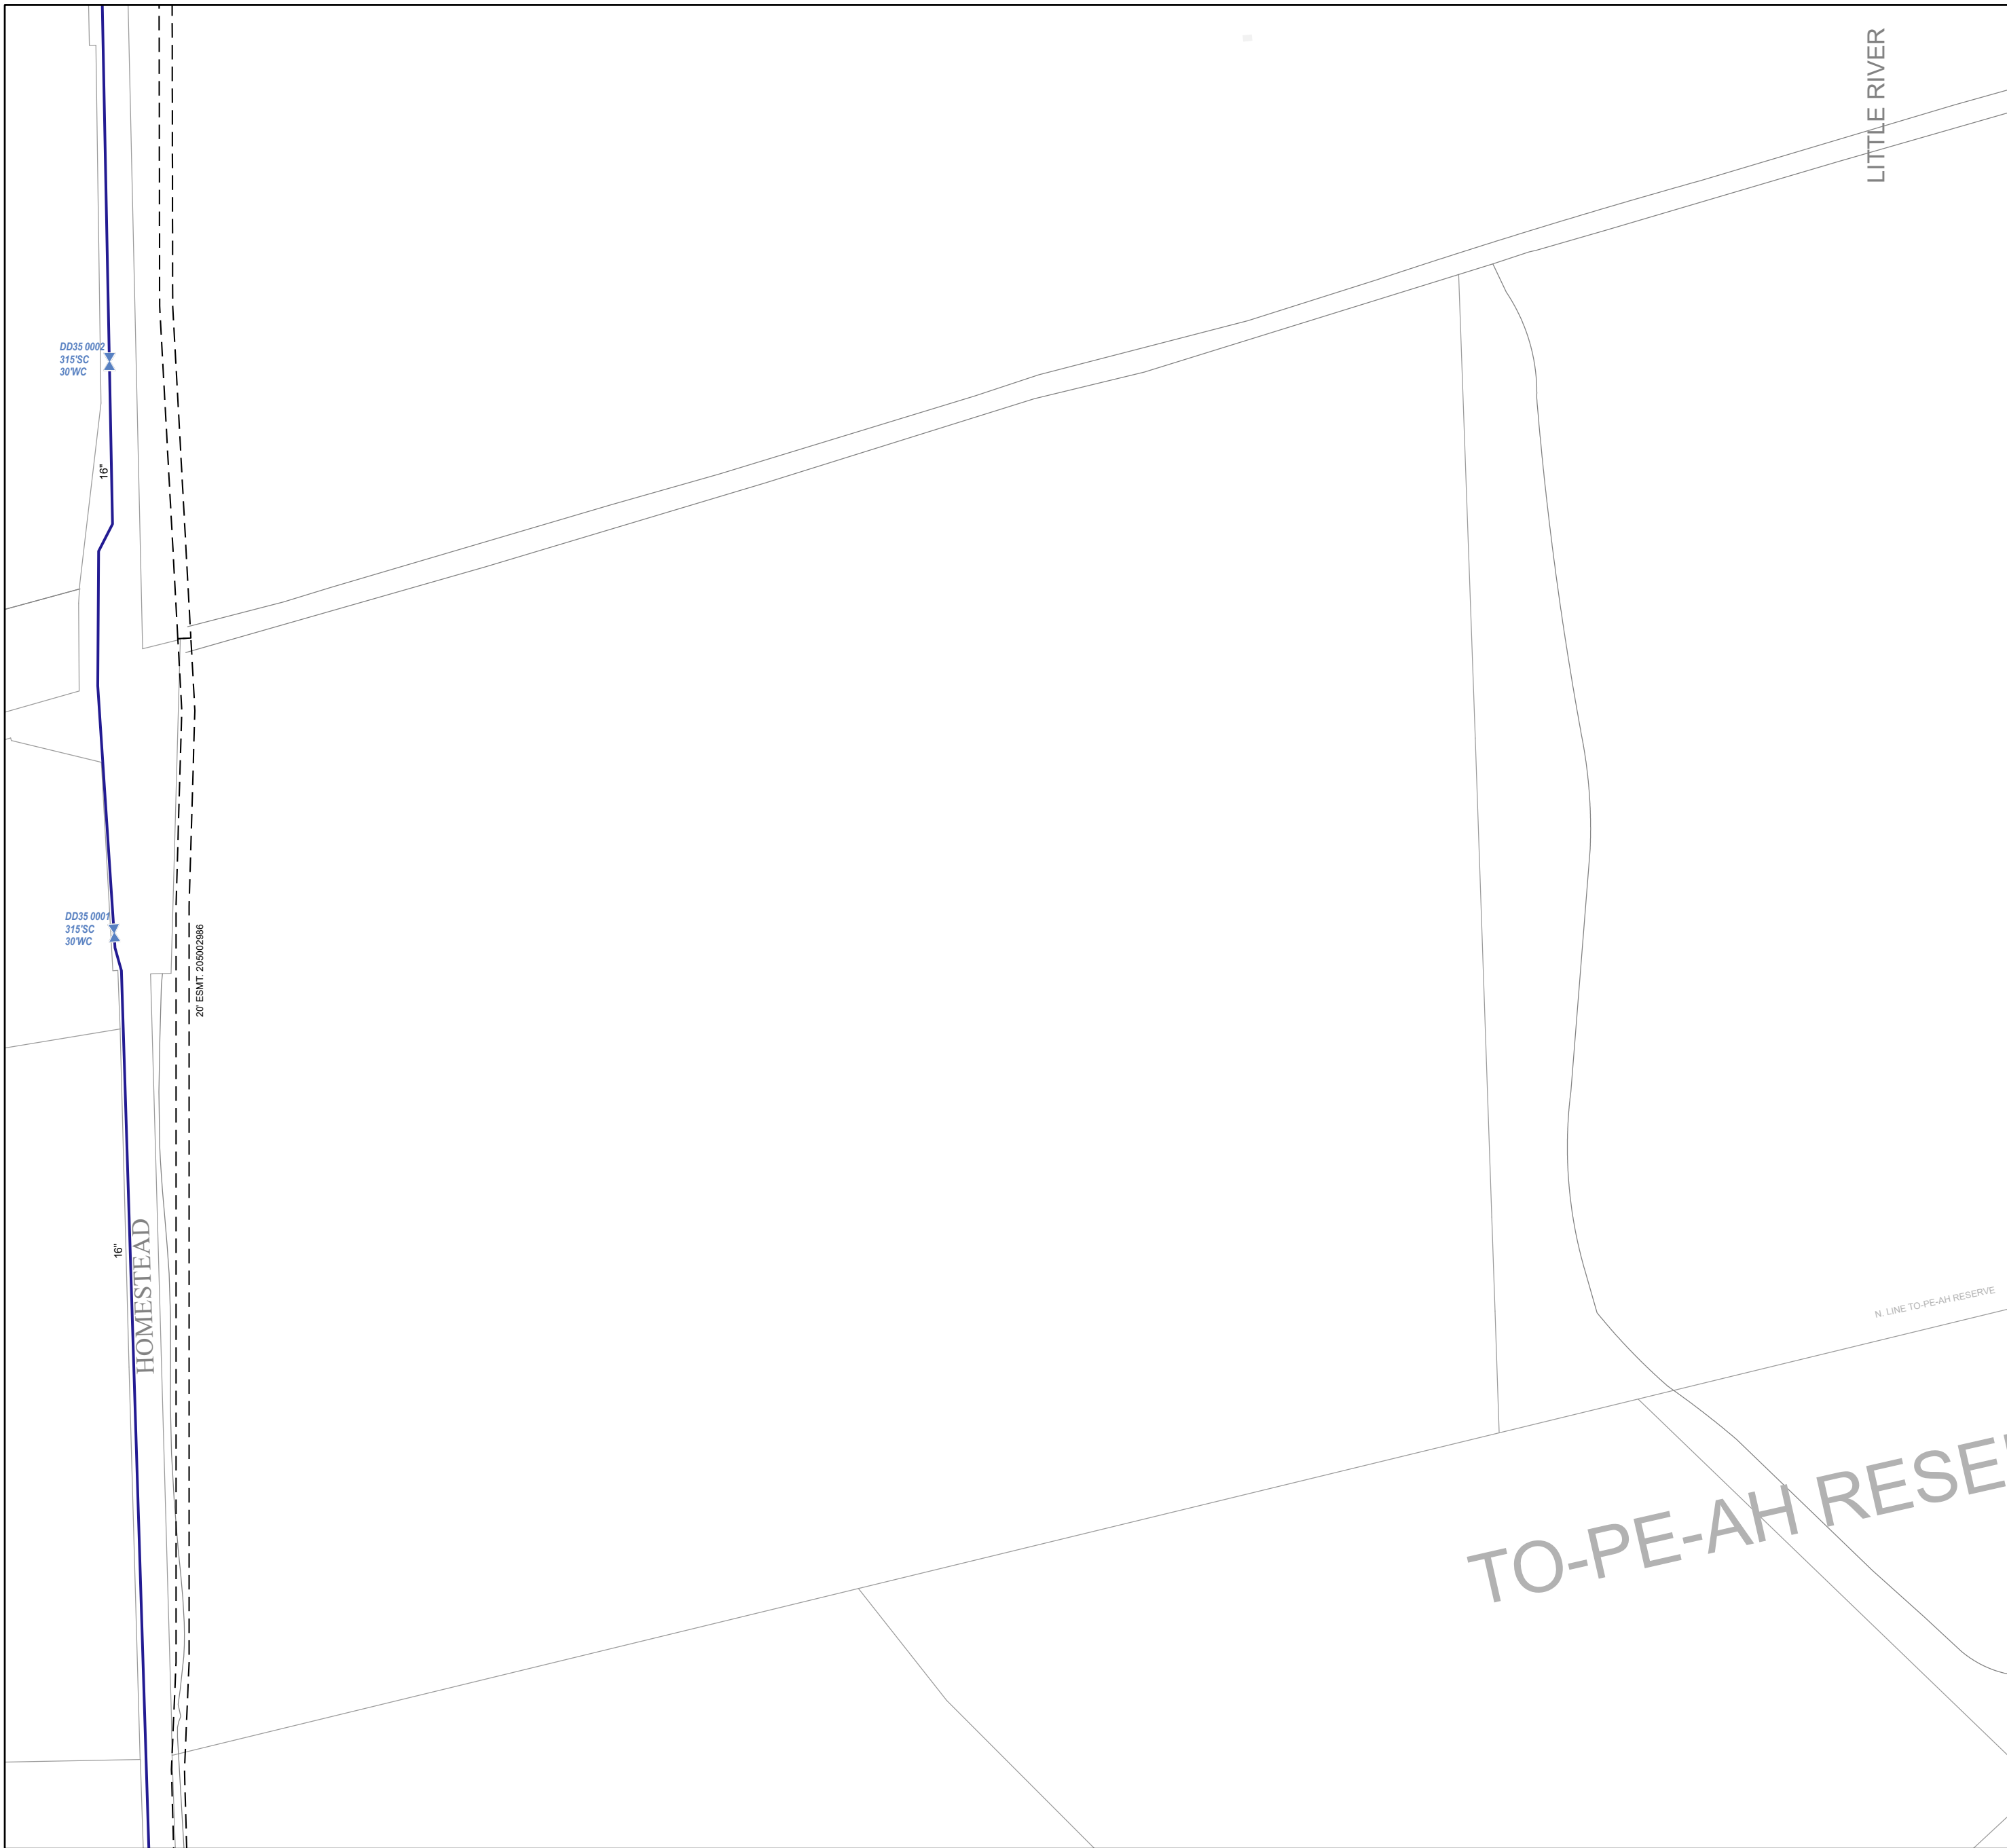 LITTLE RIVER
DD35 0002
315'SC
30'WC
16"
DD35 0001
315'SC
30'WC
20' ESMT. 205002986
16"
HOMESTEAD
N. LINE TO-PE-AH RESERVE
TO-PE-AH RESE